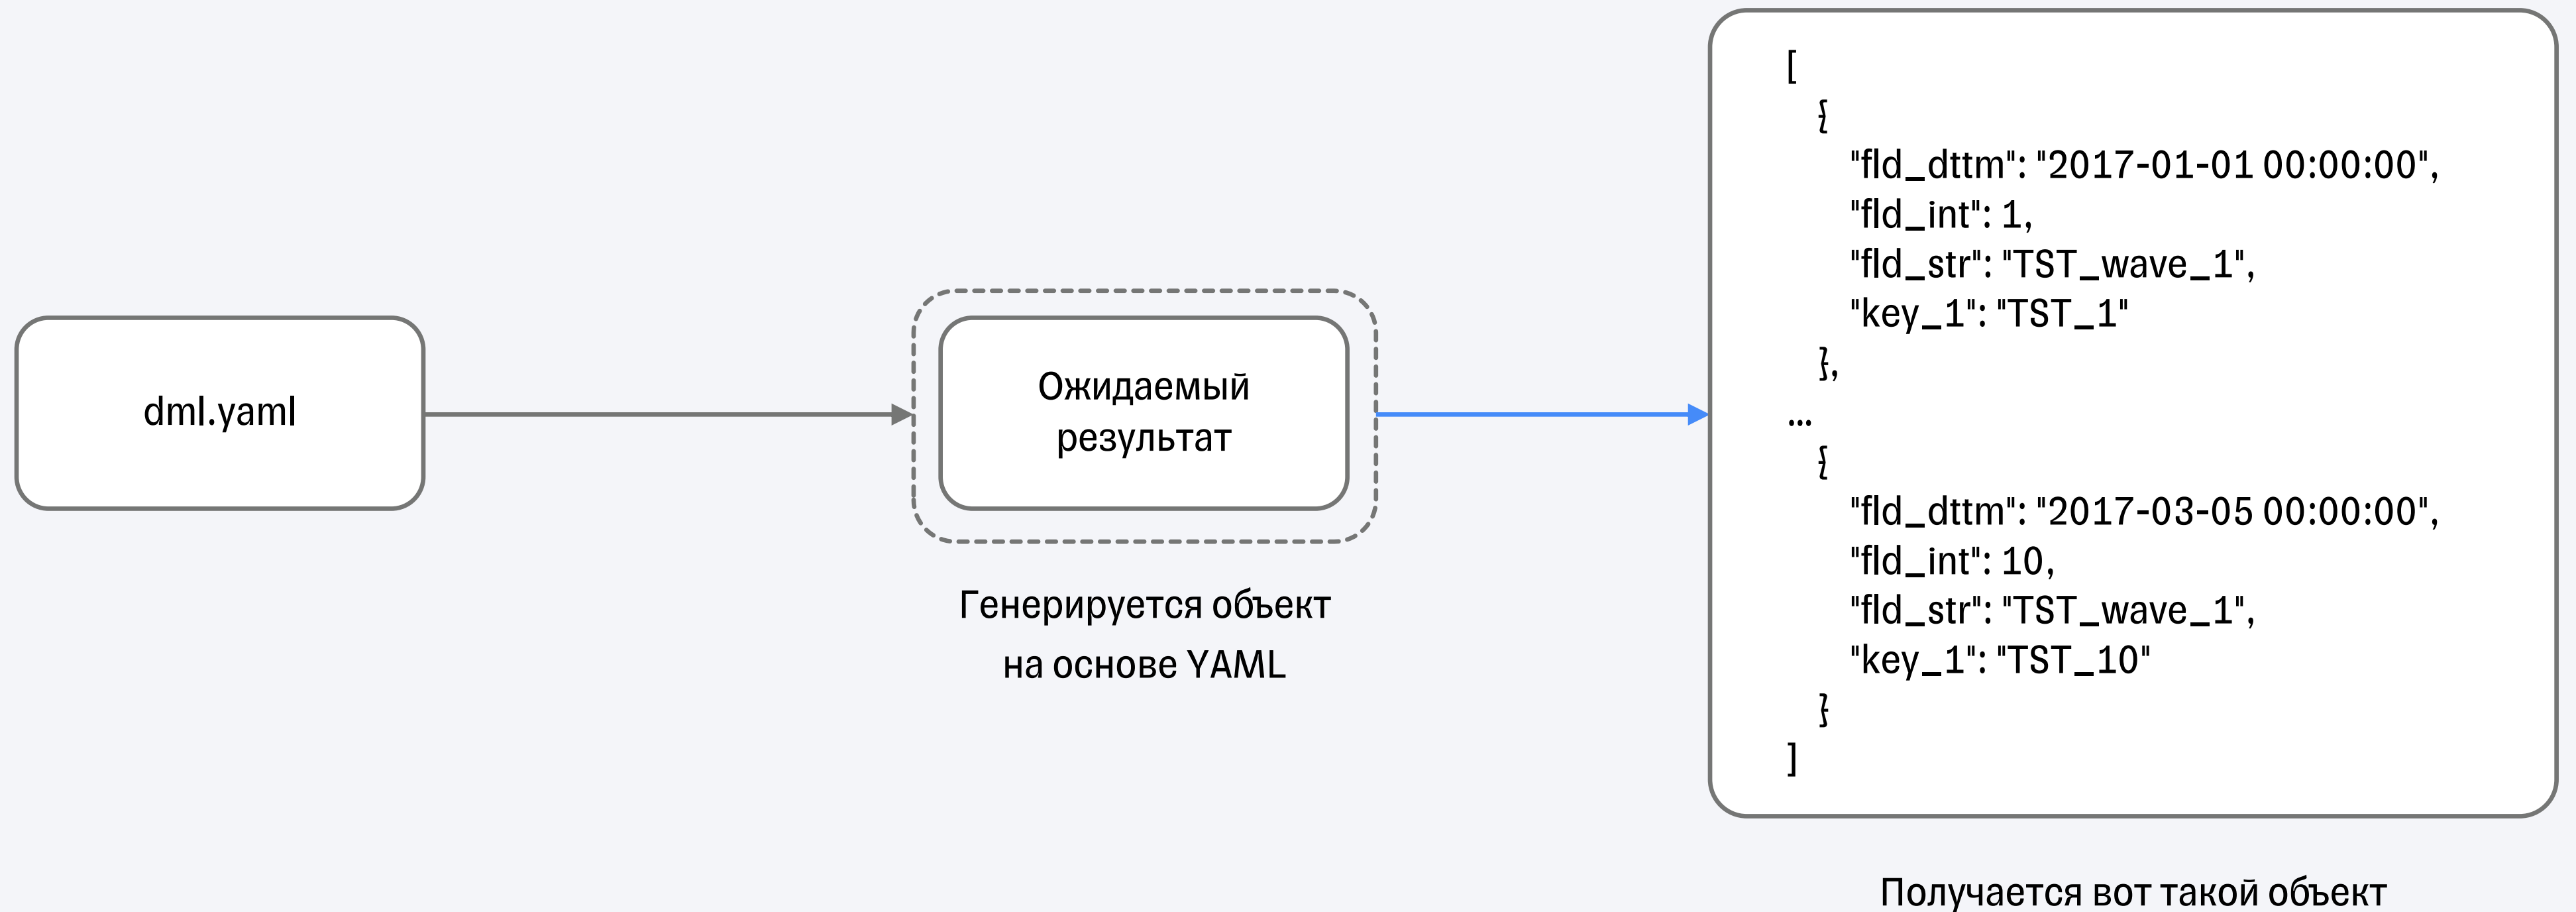 dml.yaml
Ожидаемый
результат
Генерируется объект
на основе YAML
[
{
"fld_dttm": "2017-01-01 00:00:00",
"fld_int": 1,
"fld_str": "TST_wave_1",
"key_1": "TST_1"
},
...
{
"fld_dttm": "2017-03-05 00:00:00",
"fld_int": 10,
"fld_str": "TST_wave_1",
"key_1": "TST_10"
}
]
Получается вот такой объект